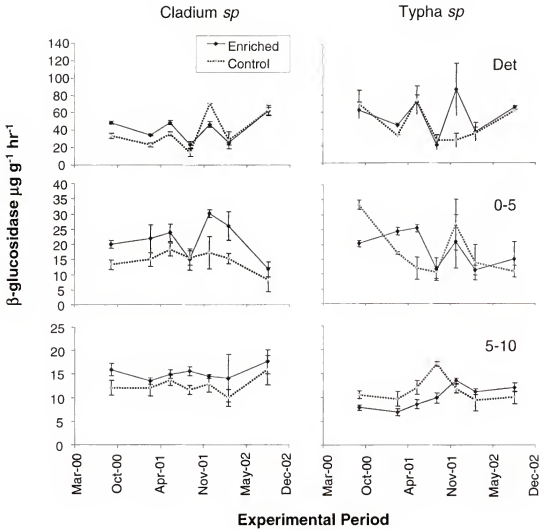 Cladium sp
Typha sp
Enriched
Control
Det
140
120
100
80
60
40
20
0
β-glucosidase µg g⁻¹ hr⁻¹
0-5
40
35
30
25
20
15
10
5
0
5-10
25
20
15
10
5
0
Mar-00
Oct-00
Apr-01
Nov-01
May-02
Dec-02
Mar-00
Oct-00
Apr-01
Nov-01
May-02
Dec-02
Experimental Period